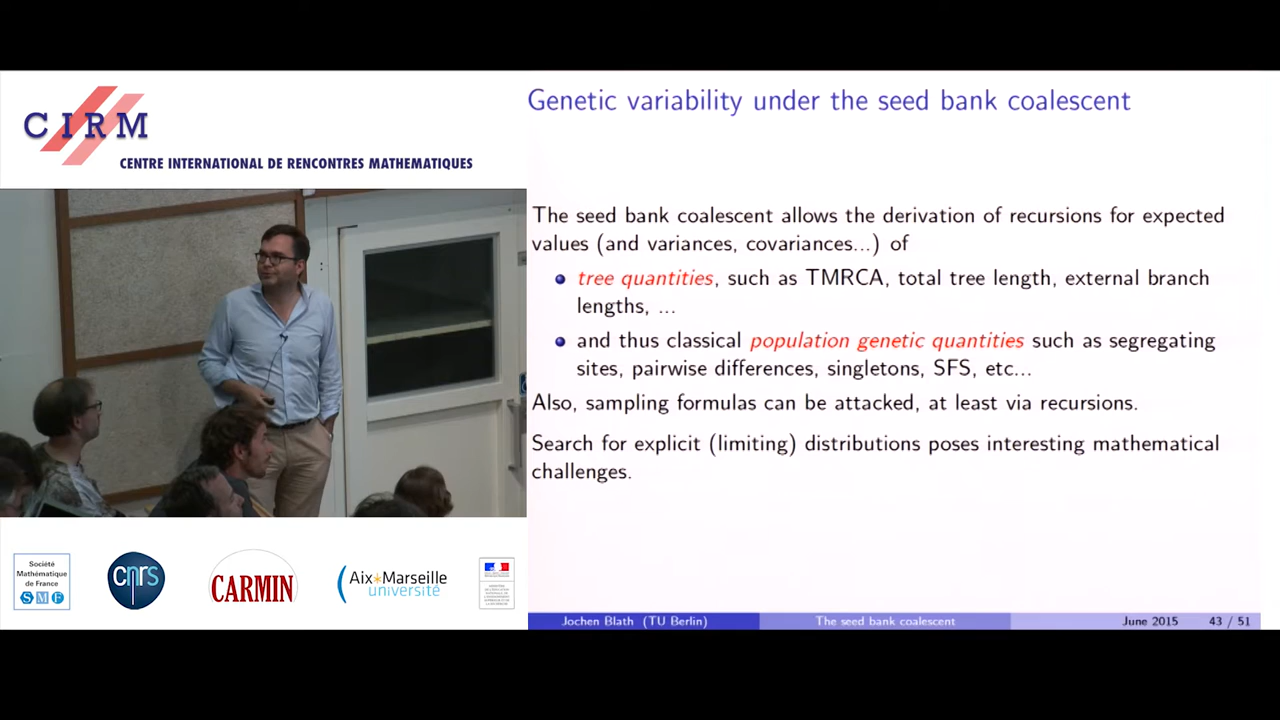 CIRM
CENTRE INTERNATIONAL DE RENCONTRES MATHEMATIQUES
Genetic variability under the seed bank coalescent
The seed bank coalescent allows the derivation of recursions for expected
values (and variances, covariances...) of
tree quantities, such as TMRCA, total tree length, external branch
lengths, ...
and thus classical population genetic quantities such as segregating
sites, pairwise differences, singletons, SFS, etc...
Also, sampling formulas can be attacked, at least via recursions.
Search for explicit (limiting) distributions poses interesting mathematical
challenges.
Société
Mathématique
de France
S M F
cnrs
CARMIN
Aix*Marseille
université
Jochen Blath (TU Berlin) The seed bank coalescent June 2015 43 / 51